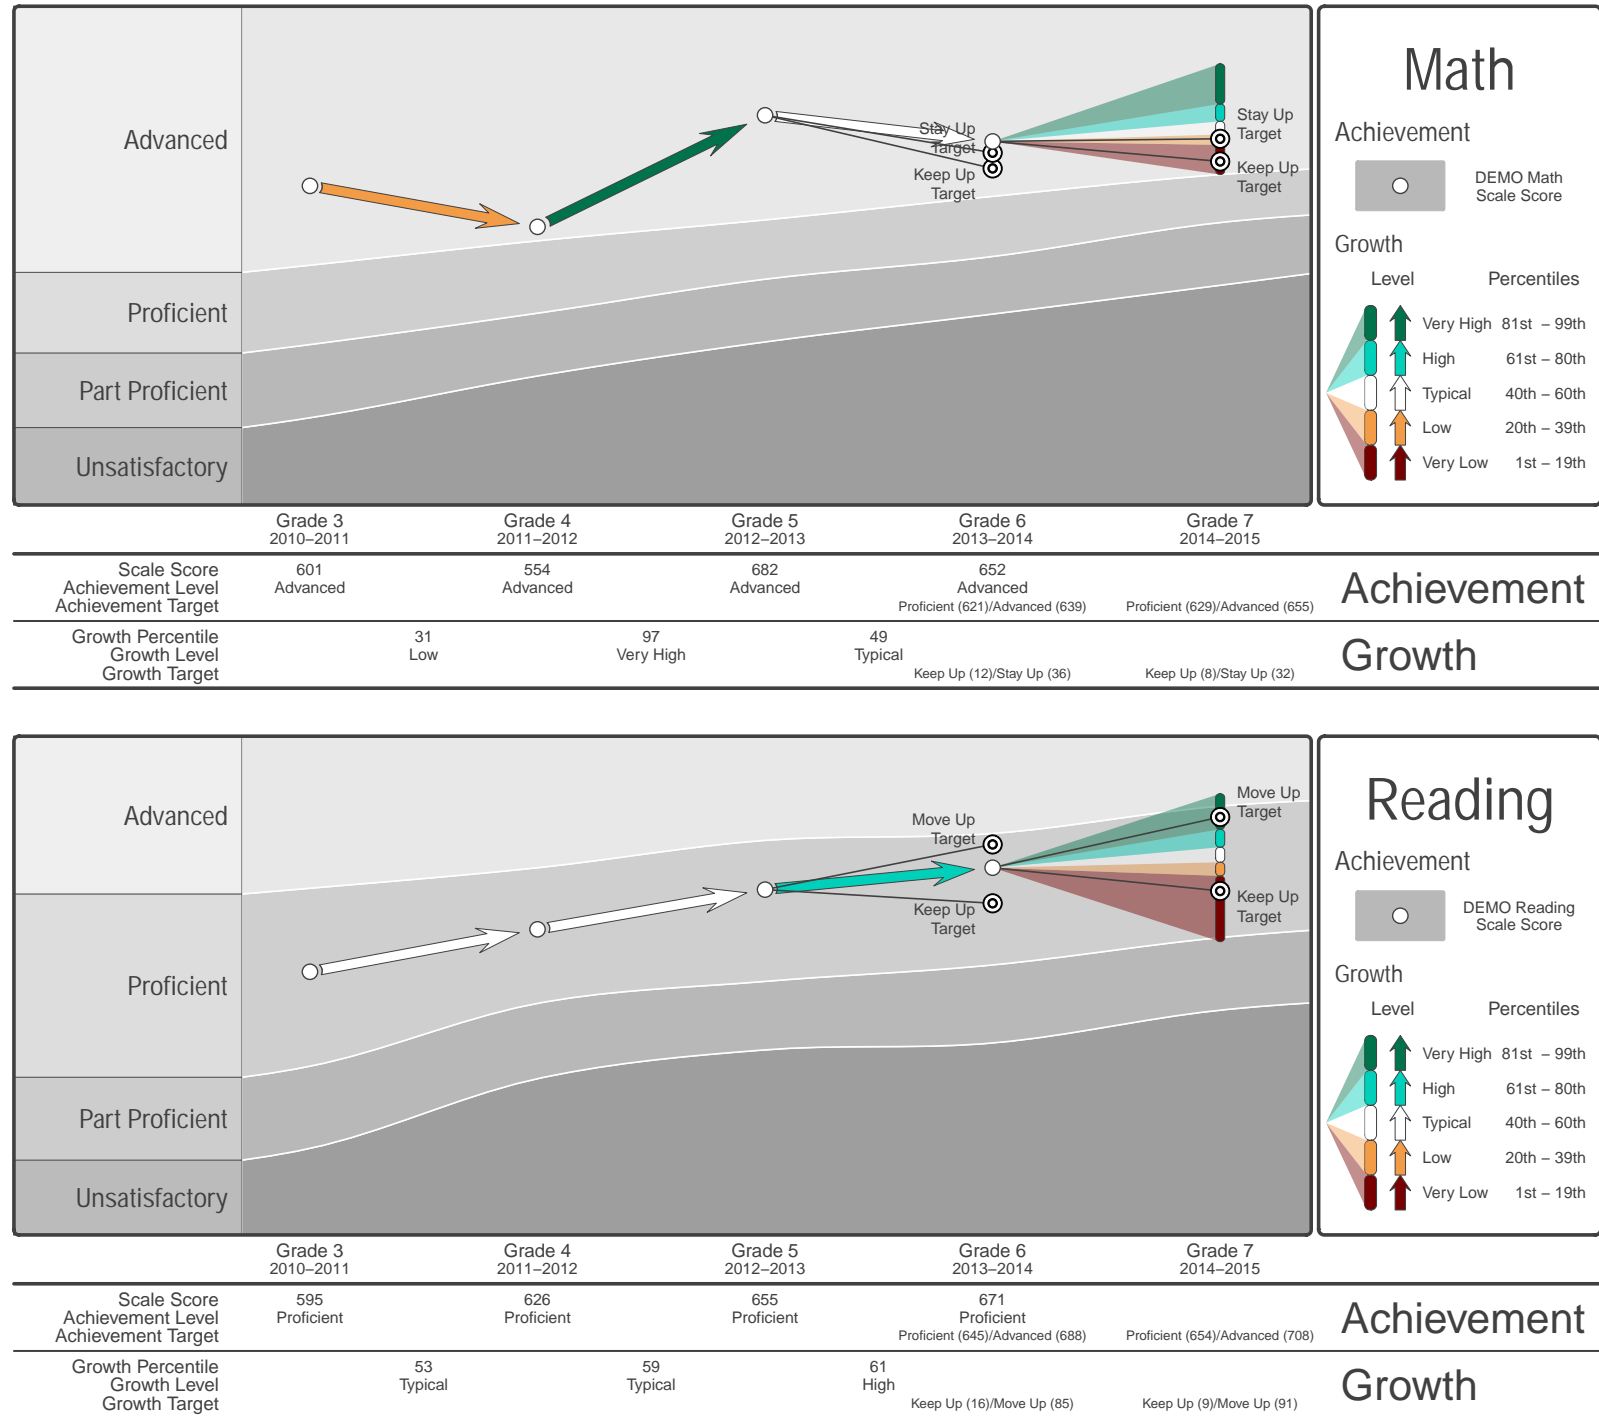 Advanced
Proficient
Part Proficient
Unsatisfactory
Stay Up
Target
Keep Up
Target
Stay Up
Target
Keep Up
Target
Math
Achievement
DEMO Math
Scale Score
Growth
Level Percentiles
Very High 81st – 99th
High 61st – 80th
Typical 40th – 60th
Low 20th – 39th
Very Low 1st – 19th
Grade 3 Grade 4 Grade 5 Grade 6 Grade 7
2010–2011 2011–2012 2012–2013 2013–2014 2014–2015
Scale Score 601 554 682 652
Achievement Level Advanced Advanced Advanced Advanced
Achievement Target Proficient (621)/Advanced (639) Proficient (629)/Advanced (655)
Achievement
Growth Percentile 31 97 49
Growth Level Low Very High Typical
Growth Target Keep Up (12)/Stay Up (36) Keep Up (8)/Stay Up (32)
Growth
Advanced
Proficient
Part Proficient
Unsatisfactory
Move Up
Target
Keep Up
Target
Move Up
Target
Keep Up
Target
Reading
Achievement
DEMO Reading
Scale Score
Growth
Level Percentiles
Very High 81st – 99th
High 61st – 80th
Typical 40th – 60th
Low 20th – 39th
Very Low 1st – 19th
Grade 3 Grade 4 Grade 5 Grade 6 Grade 7
2010–2011 2011–2012 2012–2013 2013–2014 2014–2015
Scale Score 595 626 655 671
Achievement Level Proficient Proficient Proficient Proficient
Achievement Target Proficient (645)/Advanced (688) Proficient (654)/Advanced (708)
Achievement
Growth Percentile 53 59 61
Growth Level Typical Typical High
Growth Target Keep Up (16)/Move Up (85) Keep Up (9)/Move Up (91)
Growth